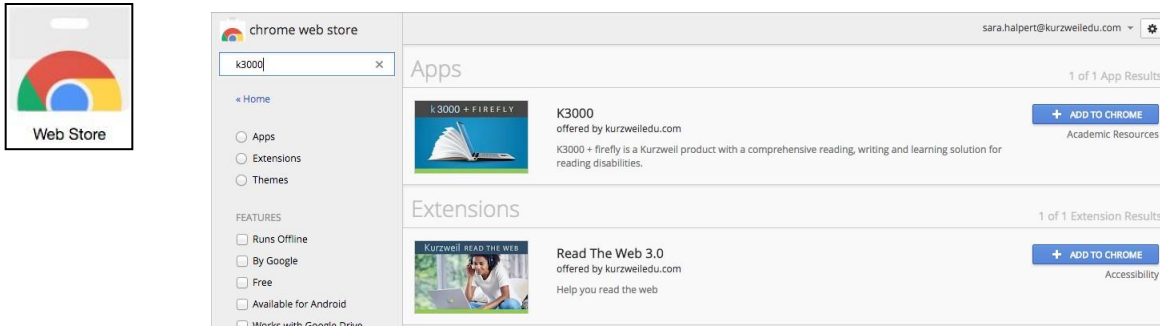 Web Store
chrome web store
sara.halpert@kurzweiledu.com
k3000
« Home
Apps
Extensions
Themes
FEATURES
Runs Offline
By Google
Free
Available for Android
Works with Google Drive
Apps
1 of 1 App Results
k3000 + FIREFLY
K3000
offered by kurzweiledu.com
K3000 + firefly is a Kurzweil product with a comprehensive reading, writing and learning solution for
reading disabilities.
+ ADD TO CHROME
Academic Resources
Extensions
1 of 1 Extension Results
Kurzweil READ THE WEB
Read The Web 3.0
offered by kurzweiledu.com
Help you read the web
+ ADD TO CHROME
Accessibility